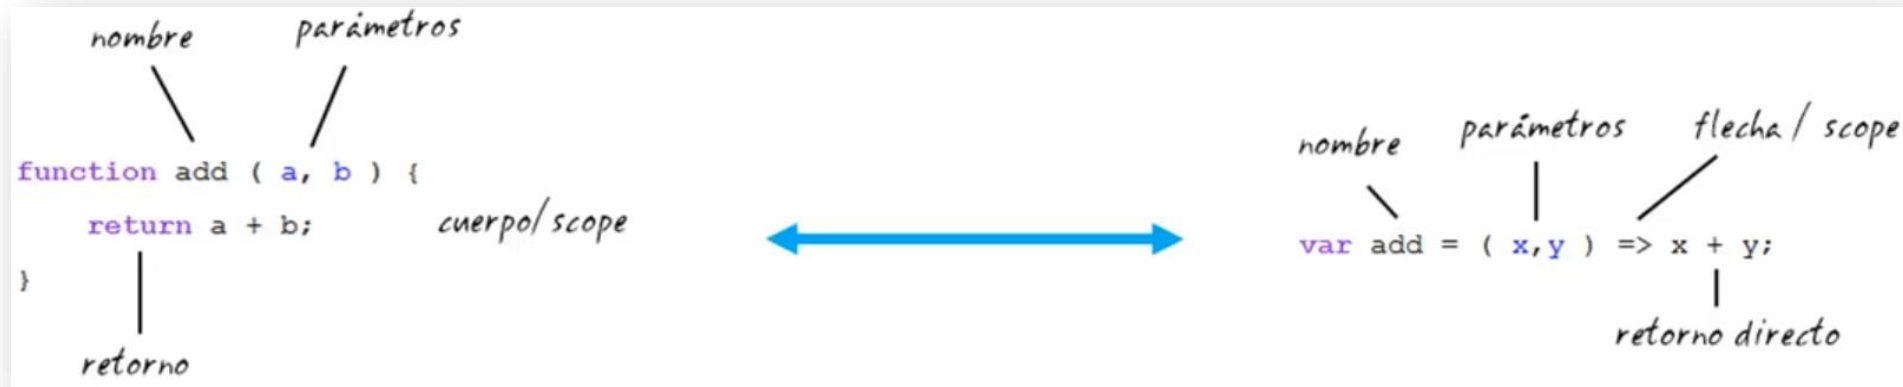 nombre parámetros
function add ( a, b ) {
return a + b; cuerpo/scope
}
retorno
nombre parámetros flecha / scope
var add = ( x,y ) => x + y;
retorno directo